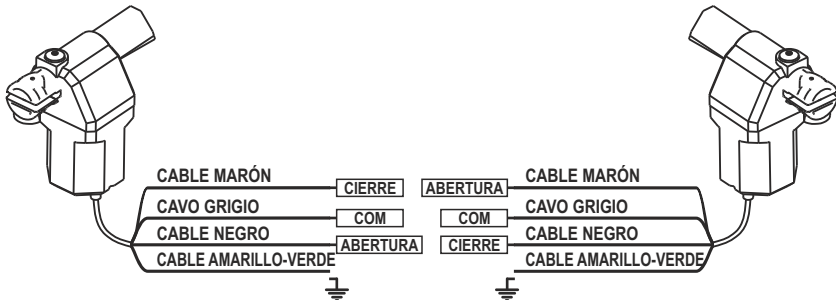 CABLE MARÓN CIERRE ABERTURA CABLE MARÓN
CAVO GRIGIO COM COM CAVO GRIGIO
CABLE NEGRO ABERTURA CIERRE CABLE NEGRO
CABLE AMARILLO-VERDE CABLE AMARILLO-VERDE